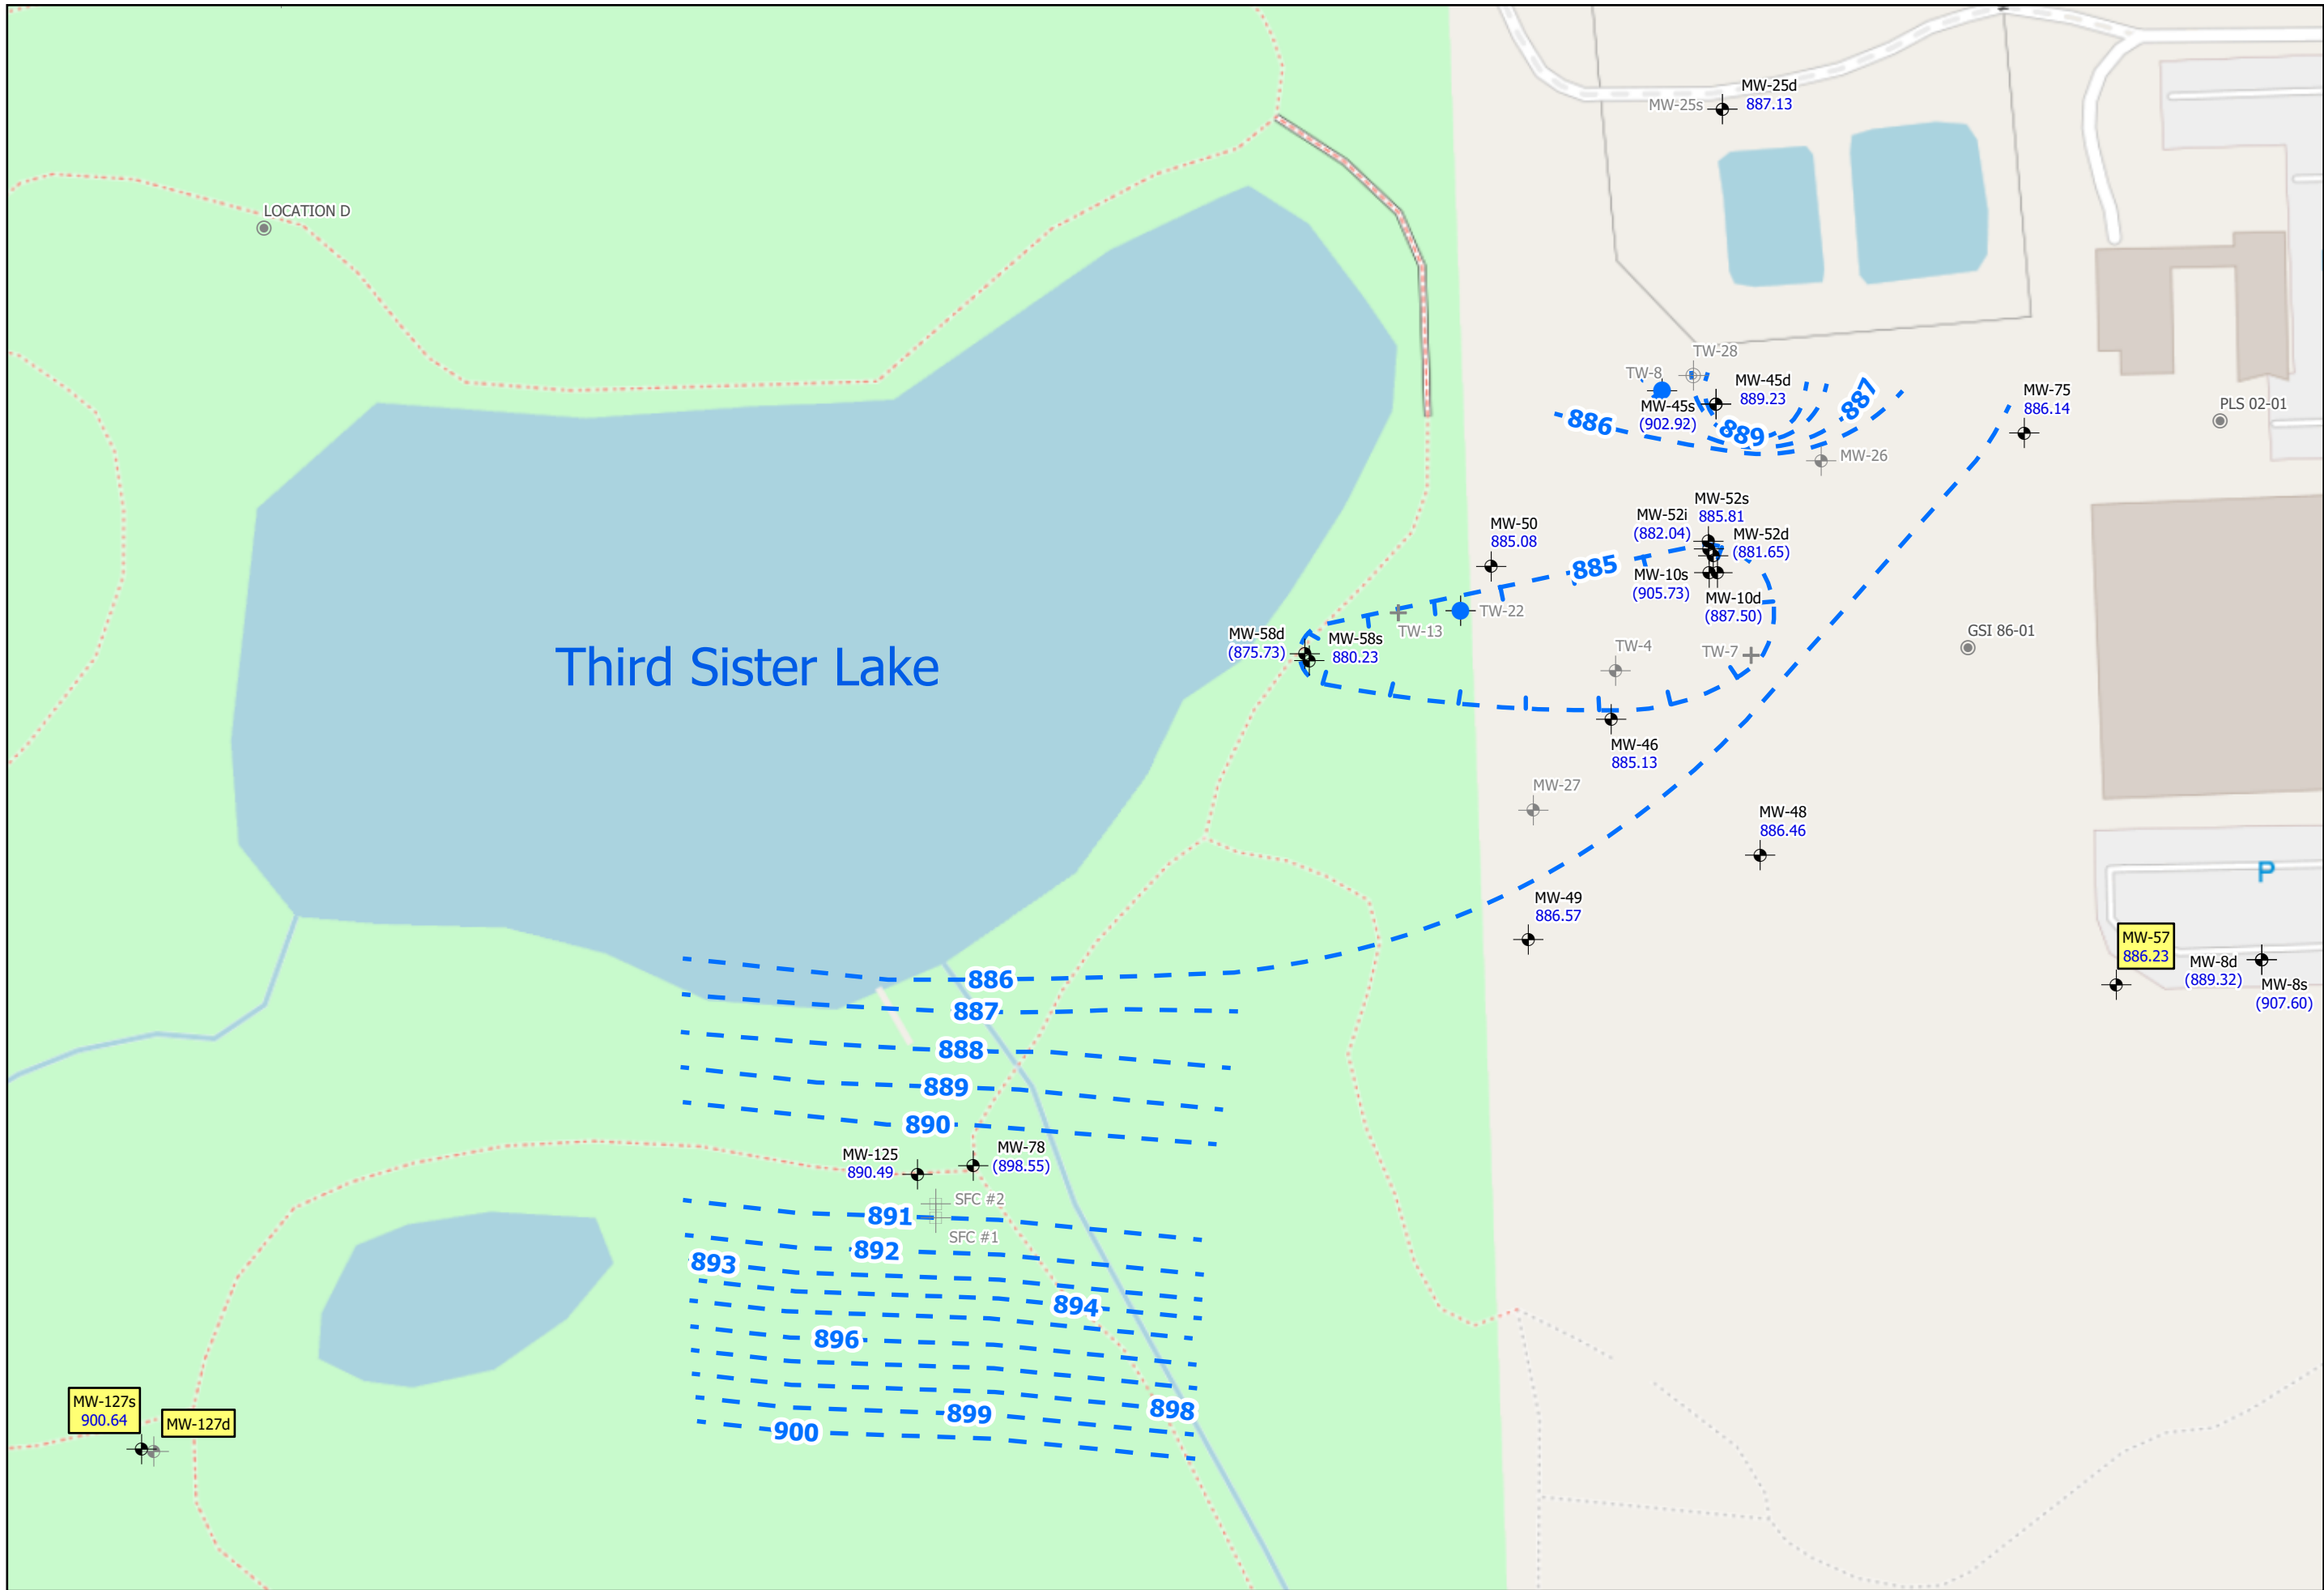 MW-25d
MW-25s
887.13
LOCATION D
TW-28
TW-8
MW-45d
889.23
MW-45s
(902.92)
886
889
887
MW-75
886.14
PLS 02-01
MW-26
MW-52s
885.81
MW-52i
(882.04)
MW-52d
(881.65)
MW-50
885.08
885
MW-10s
(905.73)
MW-10d
(887.50)
TW-22
TW-13
MW-58d
(875.73)
MW-58s
880.23
TW-4
TW-7
GSI 86-01
Third Sister Lake
MW-46
885.13
MW-27
MW-48
886.46
P
MW-49
886.57
MW-57
886.23
MW-8d
(889.32)
MW-8s
(907.60)
886
887
888
889
890
MW-125
890.49
MW-78
(898.55)
SFC #2
891
SFC #1
892
893
894
896
898
899
900
MW-127s
900.64
MW-127d